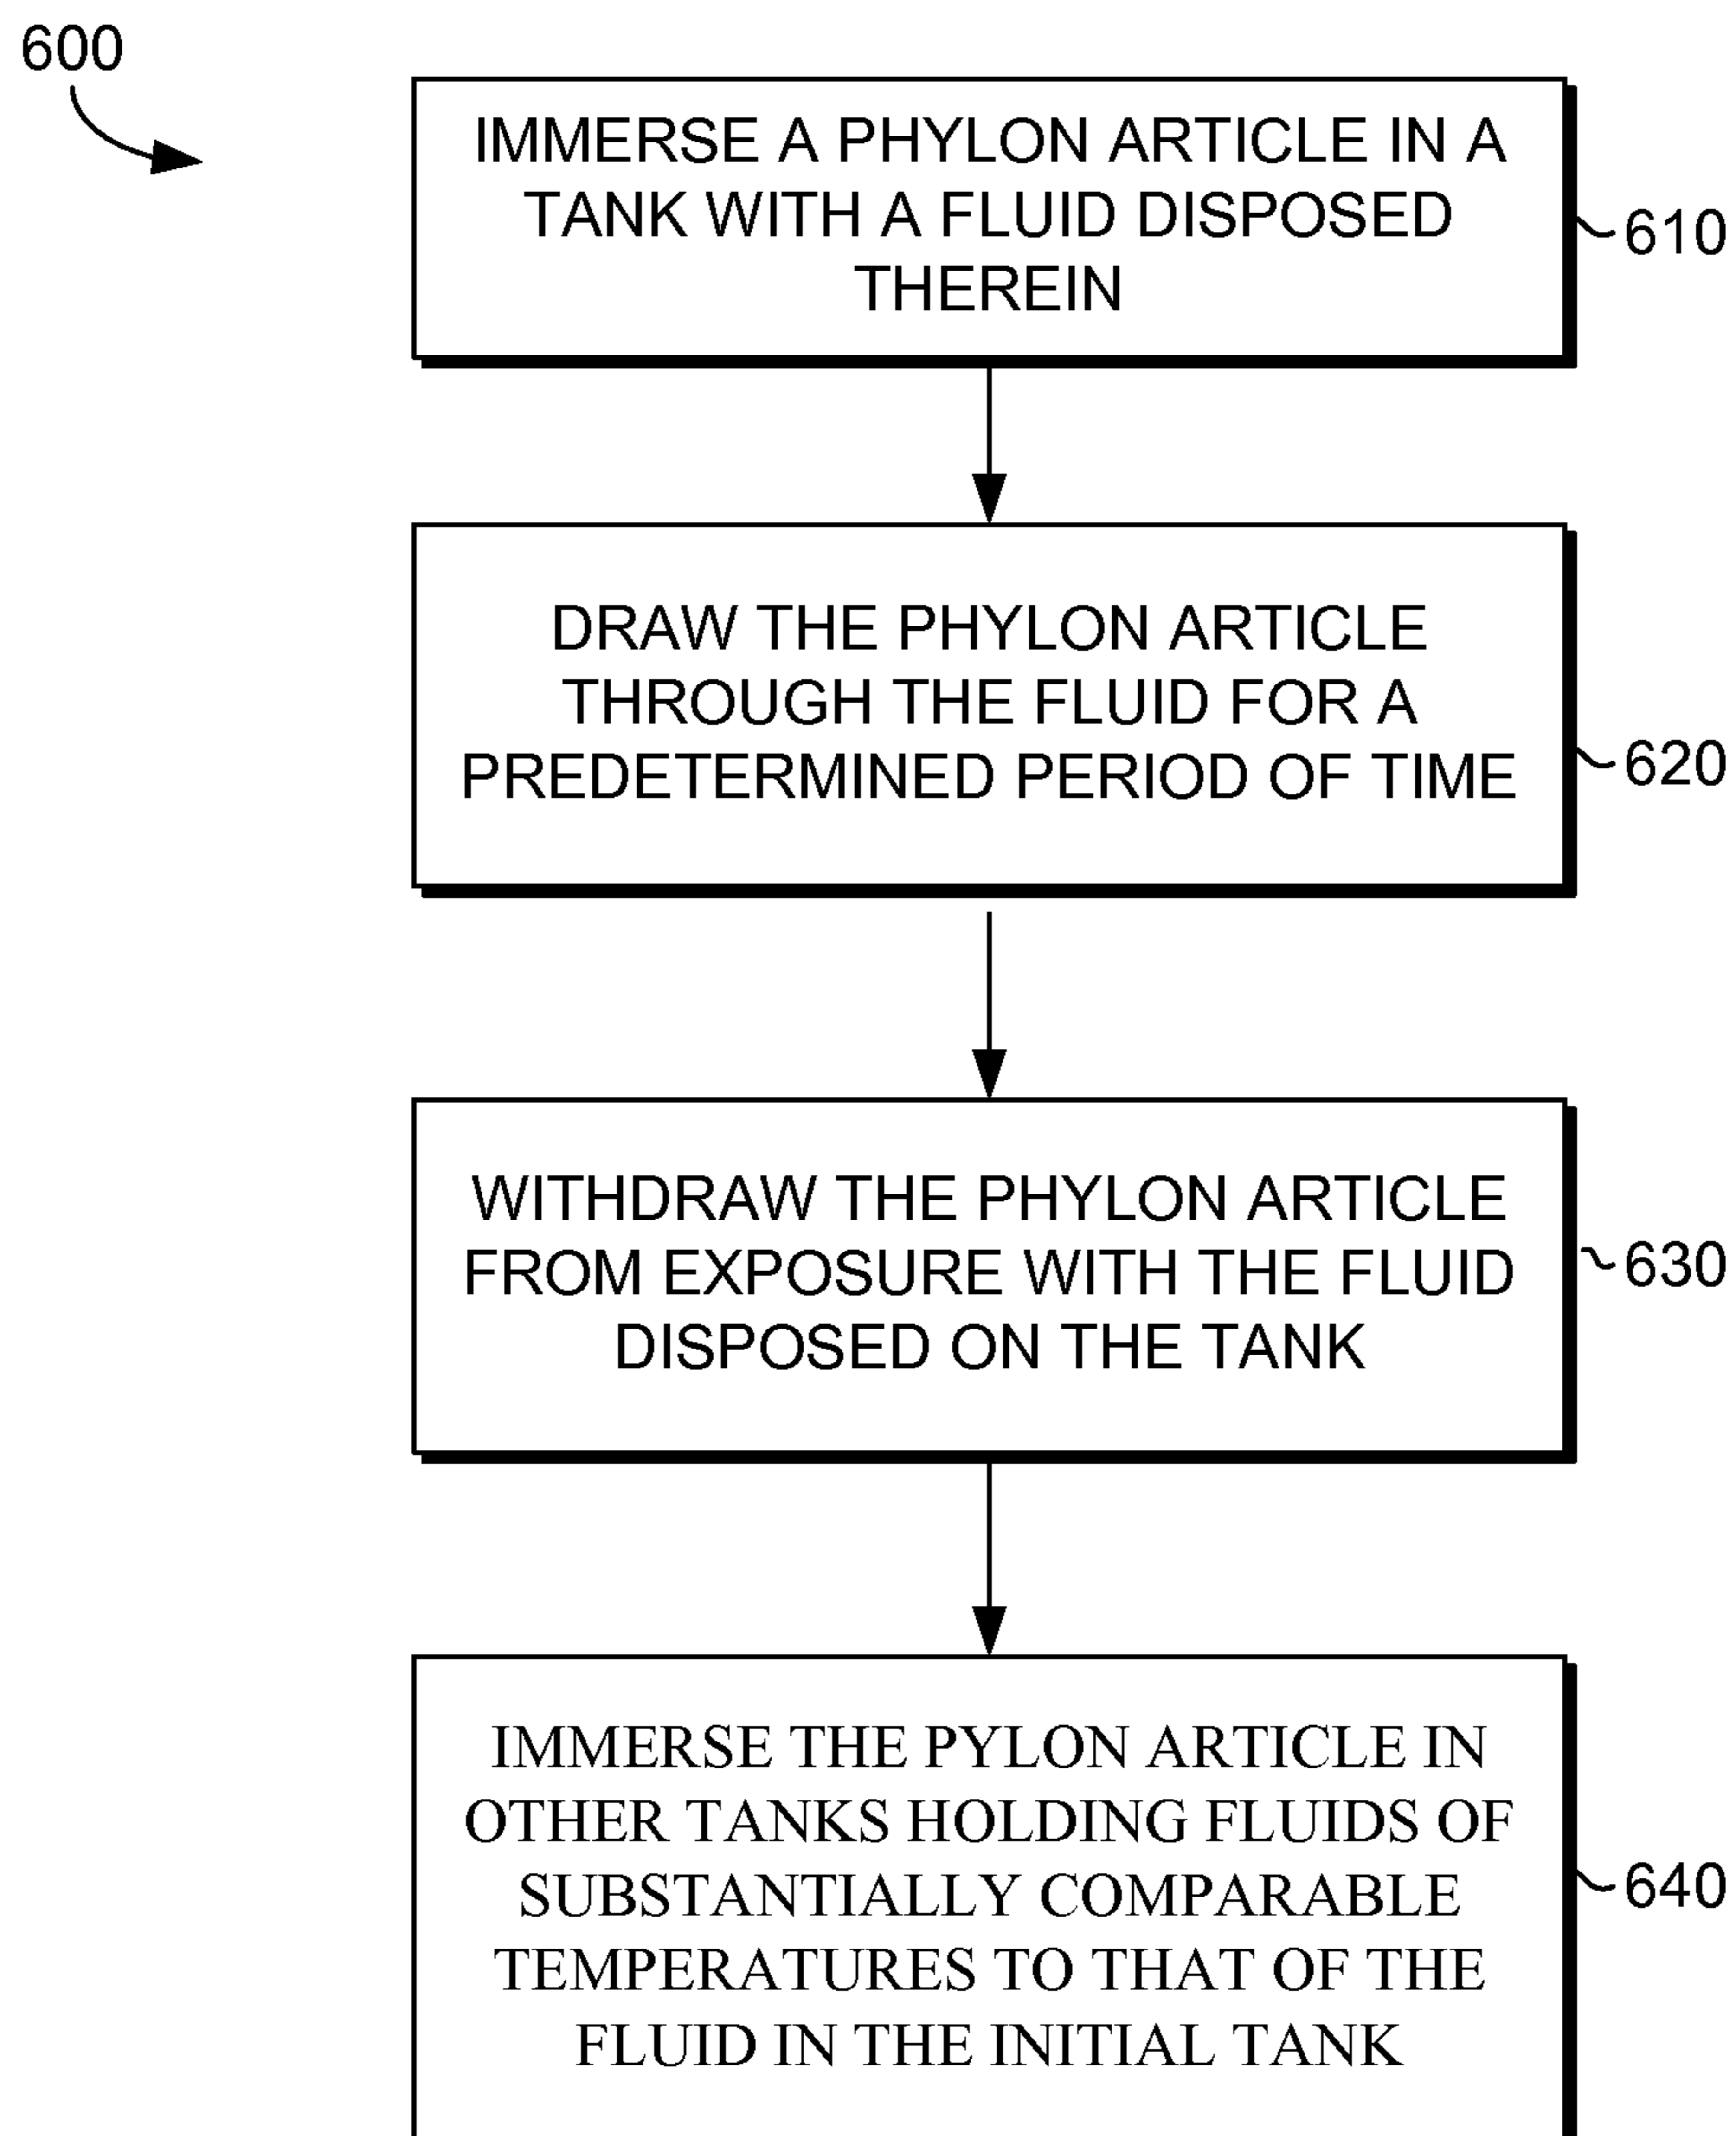 600
IMMERSE A PHYLON ARTICLE IN A
TANK WITH A FLUID DISPOSED
THEREIN
610
DRAW THE PHYLON ARTICLE
THROUGH THE FLUID FOR A
PREDETERMINED PERIOD OF TIME
620
WITHDRAW THE PHYLON ARTICLE
FROM EXPOSURE WITH THE FLUID
DISPOSED ON THE TANK
630
IMMERSE THE PYLON ARTICLE IN
OTHER TANKS HOLDING FLUIDS OF
SUBSTANTIALLY COMPARABLE
TEMPERATURES TO THAT OF THE
FLUID IN THE INITIAL TANK
640